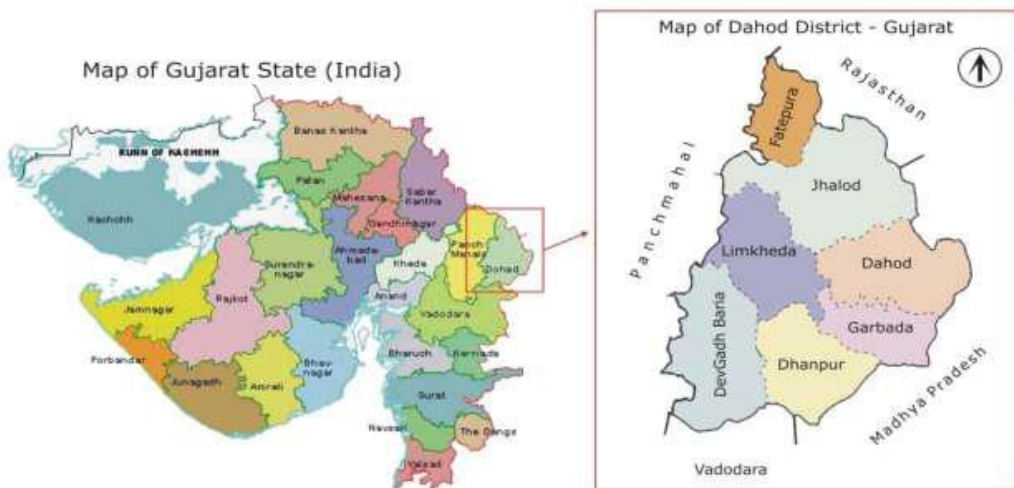 Map of Gujarat State (India)
Banas Kantha
RUNN OF KACHHH
Patan
Mahesana
Sabar
Kantha
Gandhinagar
Kachchh
Ahmada-
bad
Surendra-
nagar
Kheda
Panch
Mahals
Dohad
Anand
Vadodara
Jamnagar
Rajkot
Porbandar
Junagadh
Amreli
Bhav-
nagar
Bharuch
Narmada
Surat
Navsari
The Dangs
Valsad
Map of Dahod District - Gujarat
Rajasthan
Panchmahal
Fatepura
Jhalod
Limkheda
Dahod
DevGadh Baria
Garbada
Dhanpur
Madhya Pradesh
Vadodara